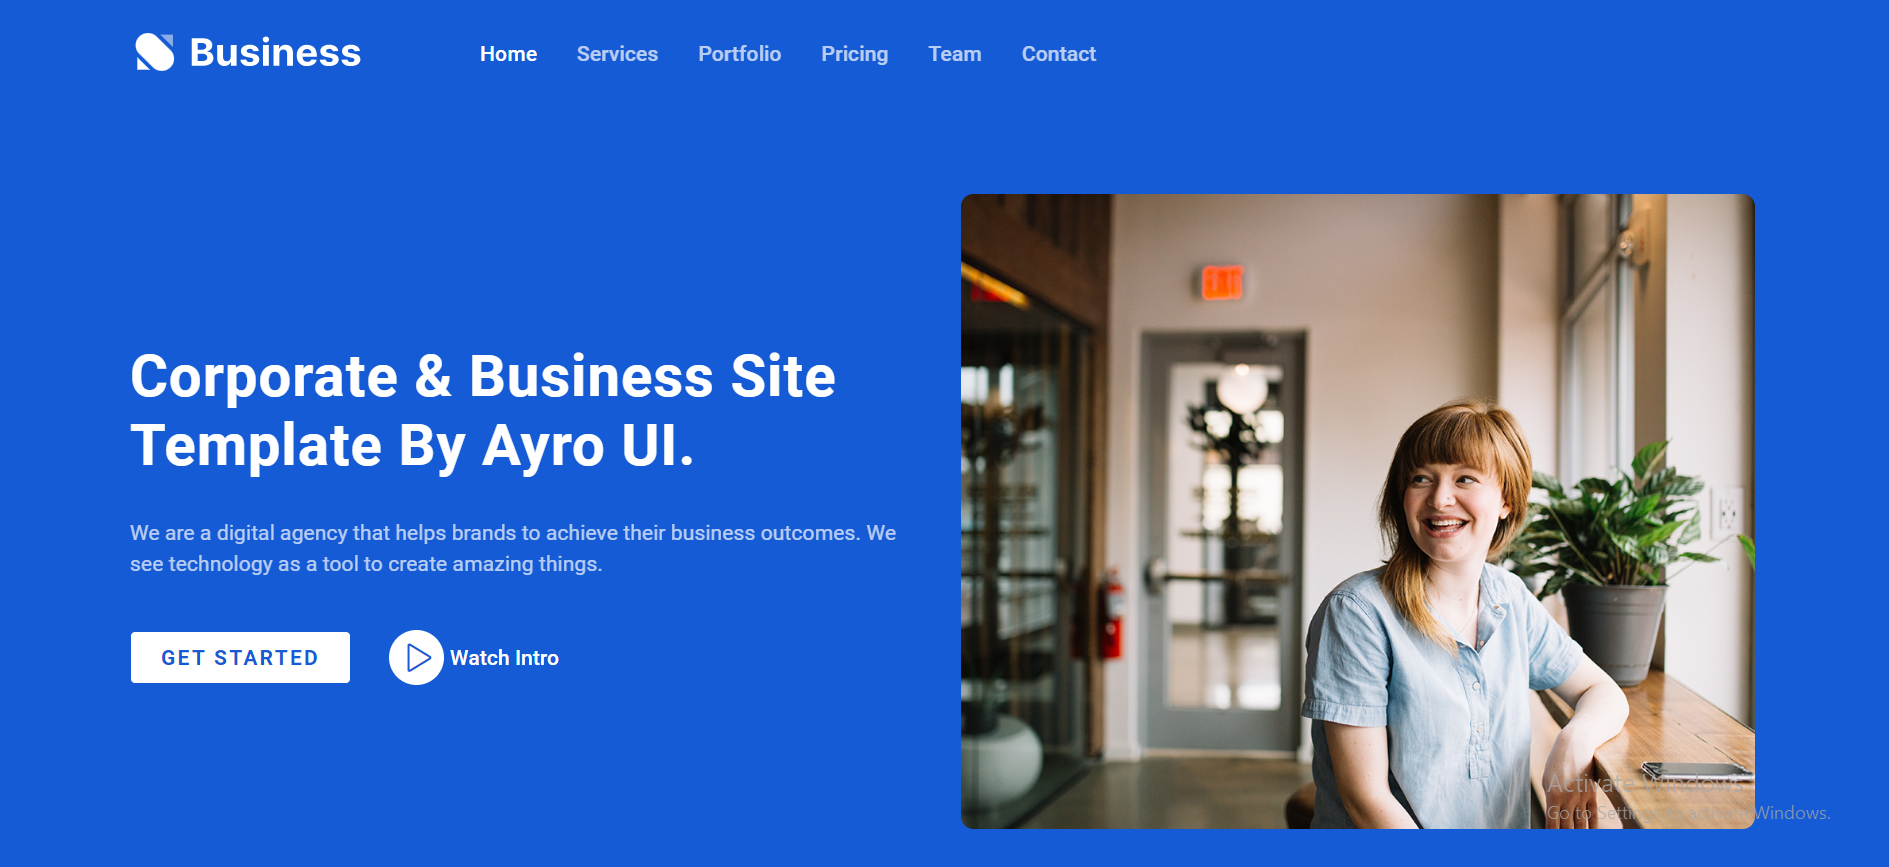 Business
Home Services Portfolio Pricing Team Contact
EXIT
Corporate & Business Site
Template By Ayro UI.
We are a digital agency that helps brands to achieve their business outcomes. We
see technology as a tool to create amazing things.
GET STARTED
Watch Intro
Activate Windows
Go to Settings to activate Windows.